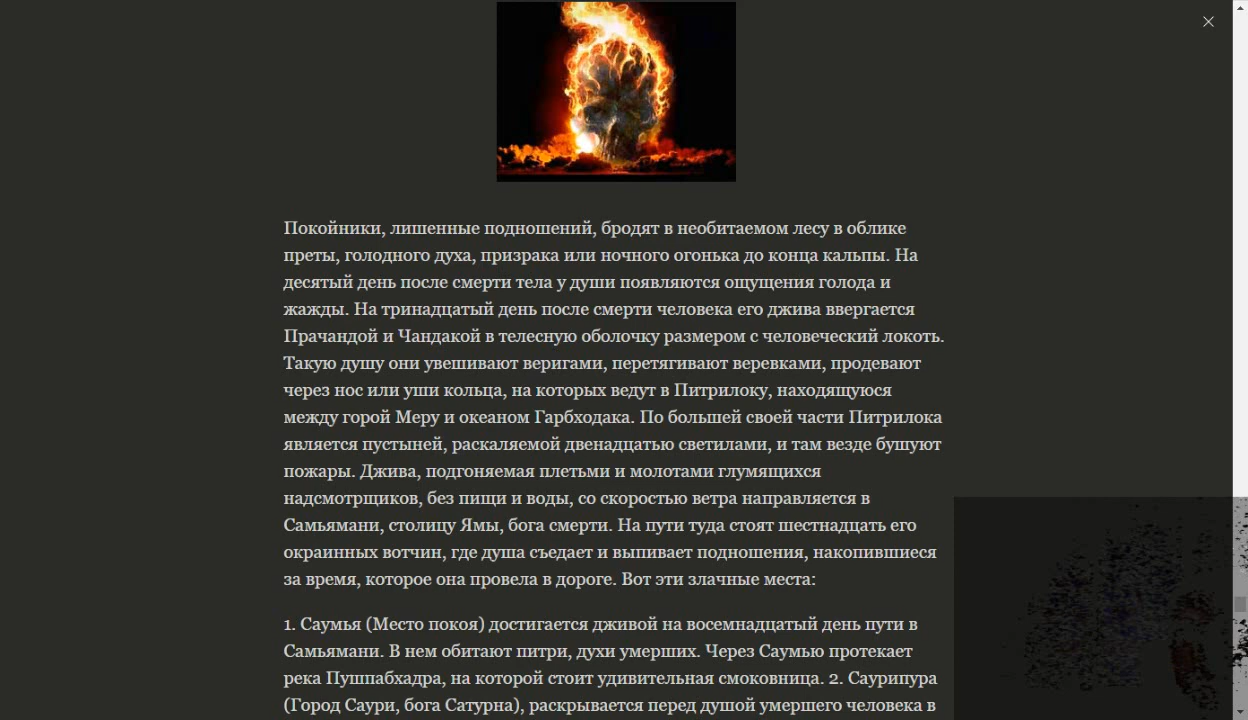 Покойники, лишенные подношений, бродят в необитаемом лесу в облике
преты, голодного духа, призрака или ночного огонька до конца кальпы. На
десятый день после смерти тела у души появляются ощущения голода и
жажды. На тринадцатый день после смерти человека его джива ввергается
Прачандой и Чандакой в телесную оболочку размером с человеческий локоть.
Такую душу они увешивают веригами, перетягивают веревками, продевают
через нос или уши кольца, на которых ведут в Питрилоку, находящуюся
между горой Меру и океаном Гарбходака. По большей своей части Питрилока
является пустыней, раскаляемой двенадцатью светилами, и там везде бушуют
пожары. Джива, подгоняемая плетьми и молотами глумящихся
надсмотрщиков, без пищи и воды, со скоростью ветра направляется в
Самьямани, столицу Ямы, бога смерти. На пути туда стоят шестнадцать его
окраинных вотчин, где душа съедает и выпивает подношения, накопившиеся
за время, которое она провела в дороге. Вот эти злачные места:
1. Саумья (Место покоя) достигается дживой на восемнадцатый день пути в
Самьямани. В нем обитают питри, духи умерших. Через Саумью протекает
река Пушпабхадра, на которой стоит удивительная смоковница. 2. Саурипура
(Город Саури, бога Сатурна), раскрывается перед душой умершего человека в